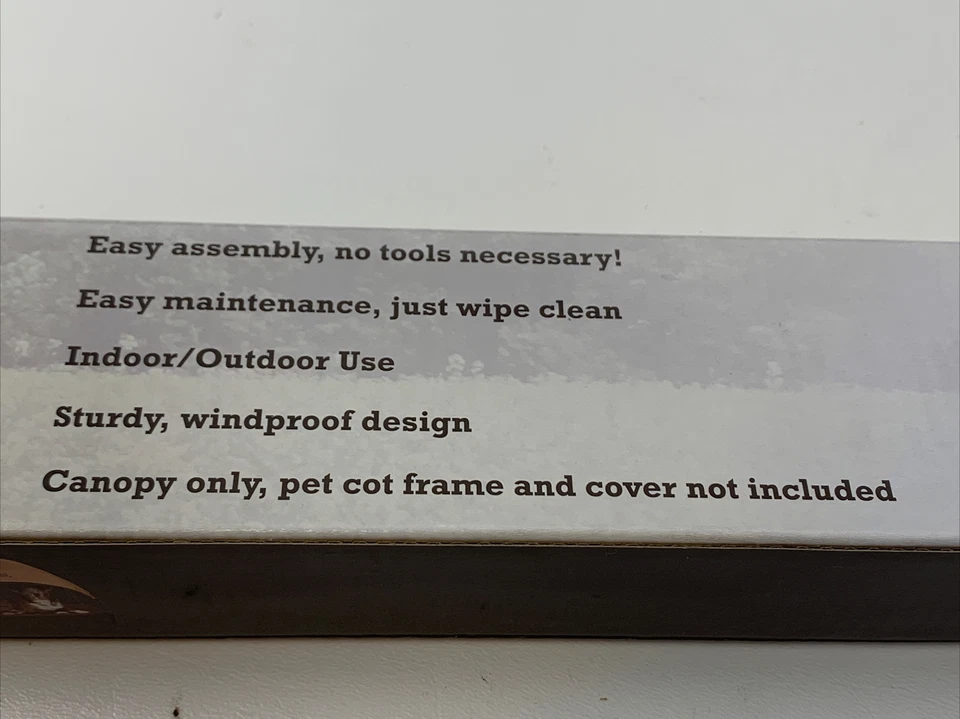 Easy assembly, no tools necessary!
Easy maintenance, just wipe clean
Indoor/Outdoor Use
Sturdy, windproof design
Canopy only, pet cot frame and cover not included